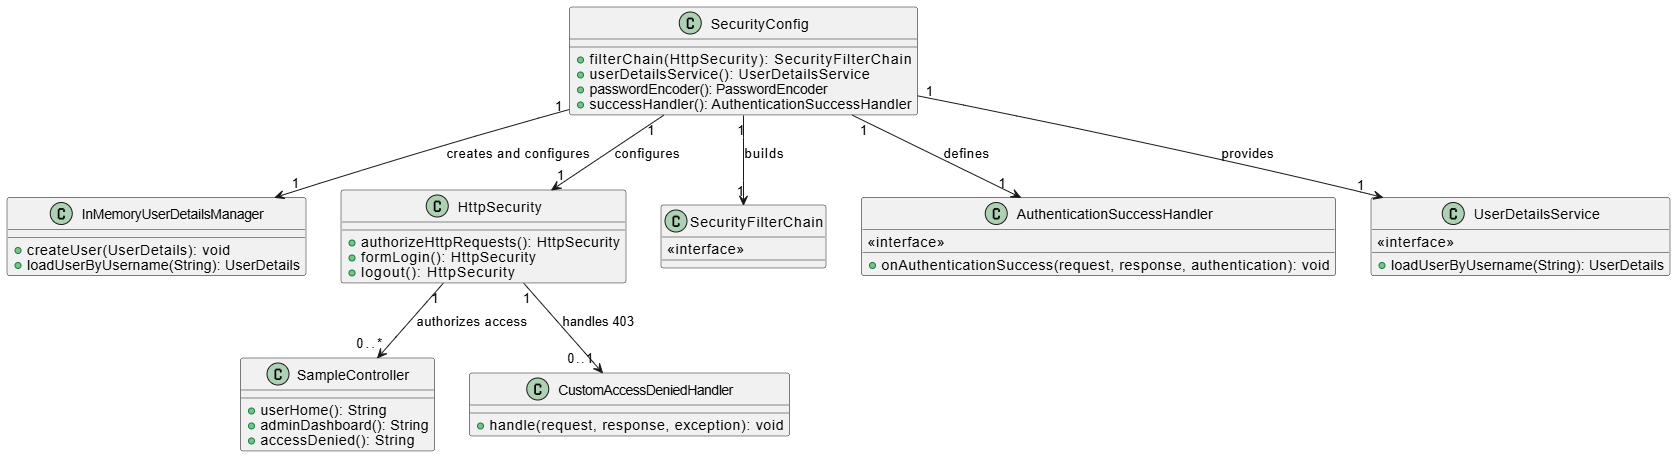 C SecurityConfig
filterChain(HttpSecurity): SecurityFilterChain
userDetailsService(): UserDetailsService
passwordEncoder(): PasswordEncoder
successHandler(): AuthenticationSuccessHandler
1
1
1
1
1
creates and configures
configures
builds
defines
provides
1
1
1
1
1
C InMemoryUserDetailsManager
createUser(UserDetails): void
loadUserByUsername(String): UserDetails
C HttpSecurity
authorizeHttpRequests(): HttpSecurity
formLogin(): HttpSecurity
logout(): HttpSecurity
C SecurityFilterChain
«interface»
C AuthenticationSuccessHandler
«interface»
onAuthenticationSuccess(request, response, authentication): void
C UserDetailsService
«interface»
loadUserByUsername(String): UserDetails
1
1
authorizes access
handles 403
0..*
0..1
C SampleController
userHome(): String
adminDashboard(): String
accessDenied(): String
C CustomAccessDeniedHandler
handle(request, response, exception): void